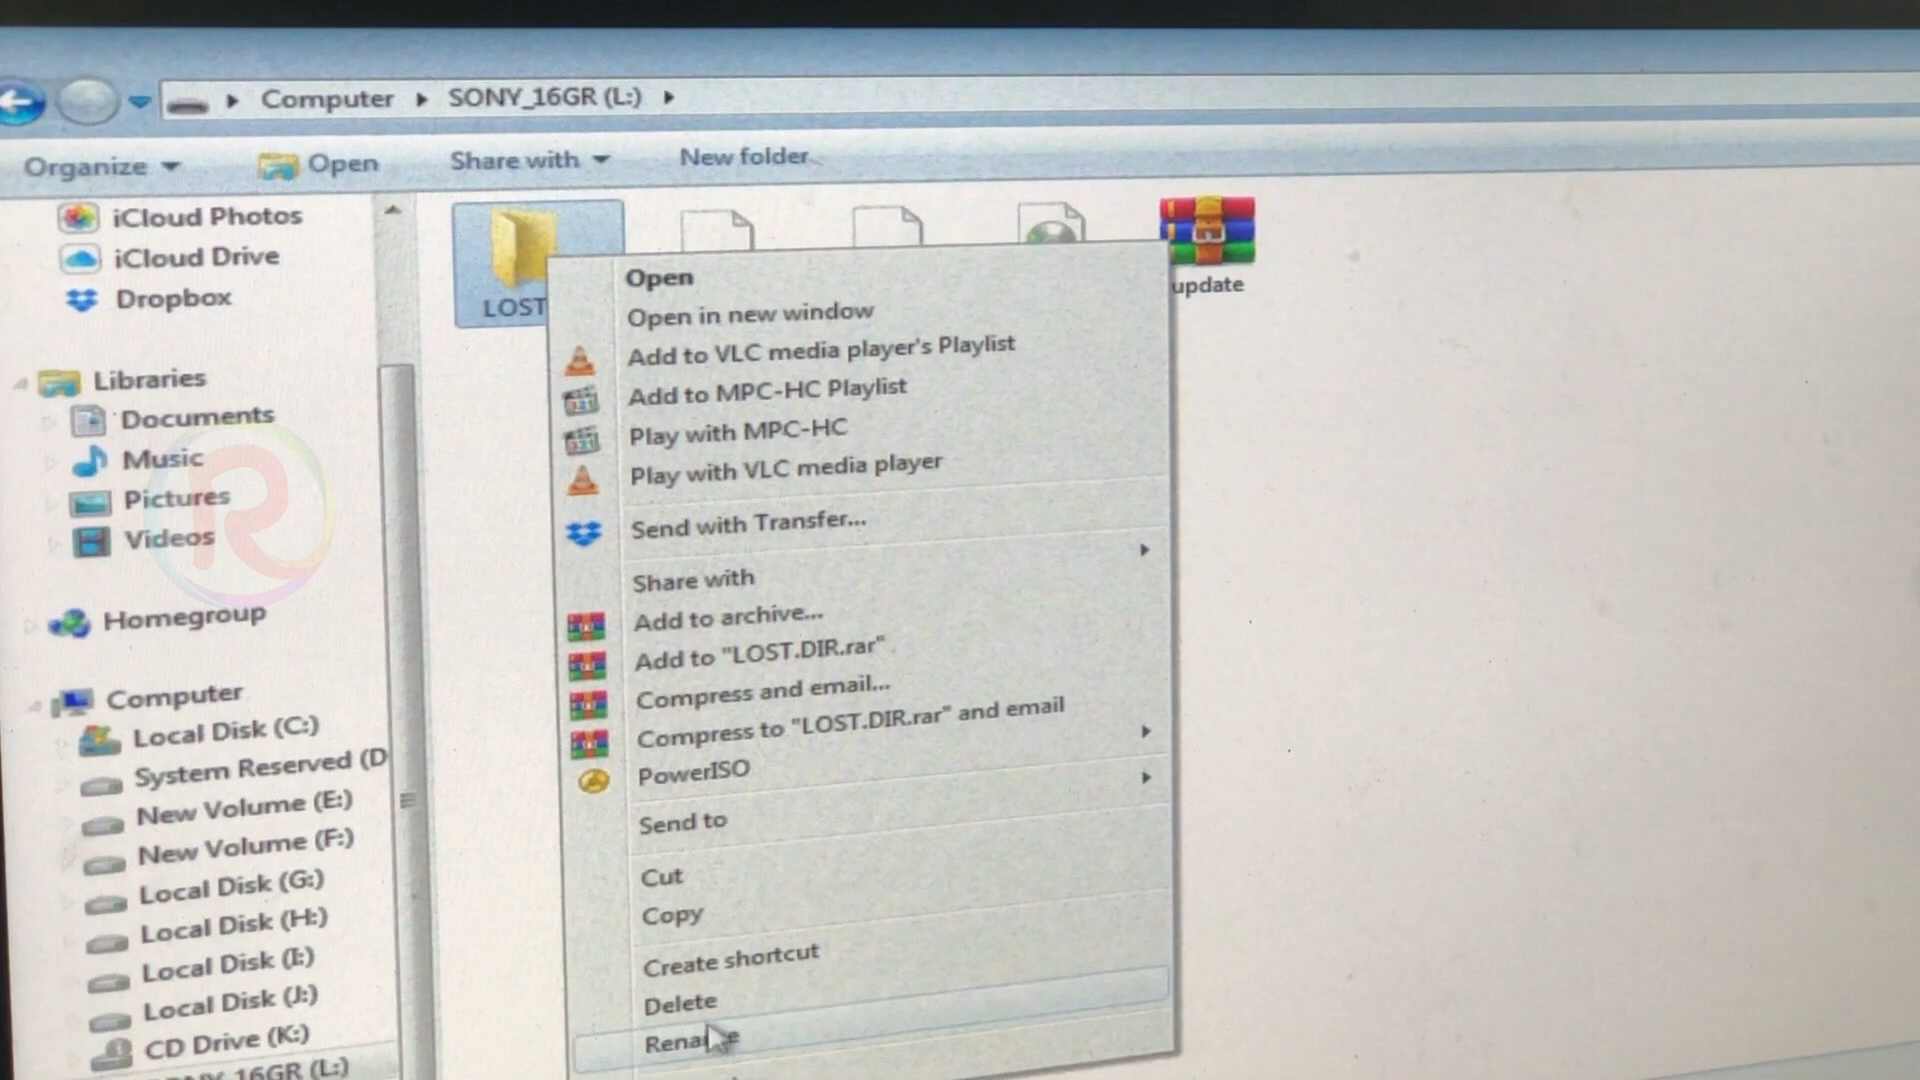 Computer SONY_16GR (L:)
Organize Open Share with New folder
iCloud Photos
iCloud Drive
Dropbox
Libraries
Documents
Music
Pictures
Videos
Homegroup
Computer
Local Disk (C:)
System Reserved (D
New Volume (E:)
New Volume (F:)
Local Disk (G:)
Local Disk (H:)
Local Disk (I:)
Local Disk (J:)
CD Drive (K:)
16GR (L:)
LOST
update
Open
Open in new window
Add to VLC media player's Playlist
Add to MPC-HC Playlist
Play with MPC-HC
Play with VLC media player
Send with Transfer...
Share with
Add to archive...
Add to "LOST.DIR.rar"
Compress and email...
Compress to "LOST.DIR.rar" and email
PowerISO
Send to
Cut
Copy
Create shortcut
Delete
Rename
R